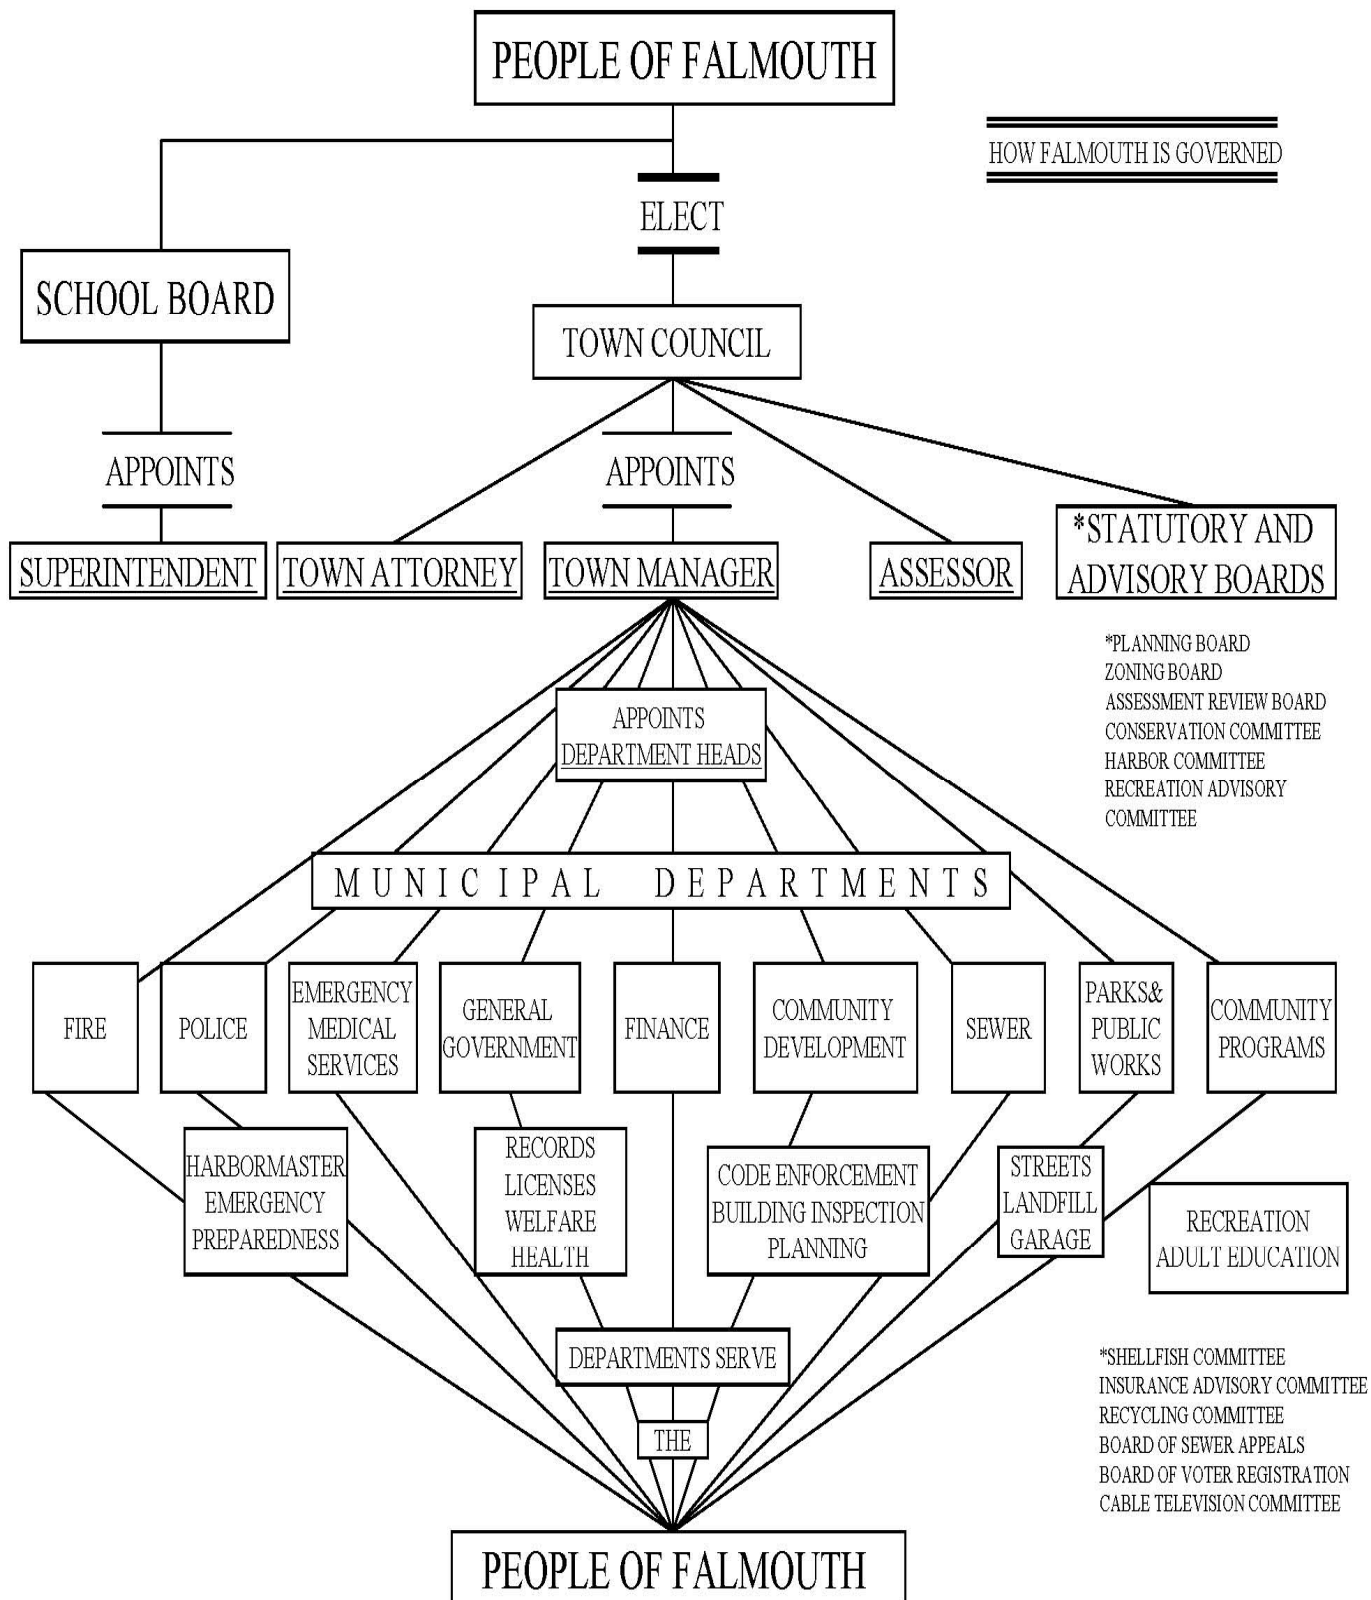 PEOPLE OF FALMOUTH
HOW FALMOUTH IS GOVERNED
ELECT
SCHOOL BOARD
TOWN COUNCIL
APPOINTS
APPOINTS
SUPERINTENDENT
TOWN ATTORNEY
TOWN MANAGER
ASSESSOR
*STATUTORY AND
ADVISORY BOARDS
*PLANNING BOARD
ZONING BOARD
ASSESSMENT REVIEW BOARD
CONSERVATION COMMITTEE
HARBOR COMMITTEE
RECREATION ADVISORY
COMMITTEE
APPOINTS
DEPARTMENT HEADS
MUNICIPAL DEPARTMENTS
FIRE
POLICE
EMERGENCY
MEDICAL
SERVICES
GENERAL
GOVERNMENT
FINANCE
COMMUNITY
DEVELOPMENT
SEWER
PARKS&
PUBLIC
WORKS
COMMUNITY
PROGRAMS
HARBORMASTER
EMERGENCY
PREPAREDNESS
RECORDS
LICENSES
WELFARE
HEALTH
CODE ENFORCEMENT
BUILDING INSPECTION
PLANNING
STREETS
LANDFILL
GARAGE
RECREATION
ADULT EDUCATION
DEPARTMENTS SERVE
THE
*SHELLFISH COMMITTEE
INSURANCE ADVISORY COMMITTEE
RECYCLING COMMITTEE
BOARD OF SEWER APPEALS
BOARD OF VOTER REGISTRATION
CABLE TELEVISION COMMITTEE
PEOPLE OF FALMOUTH